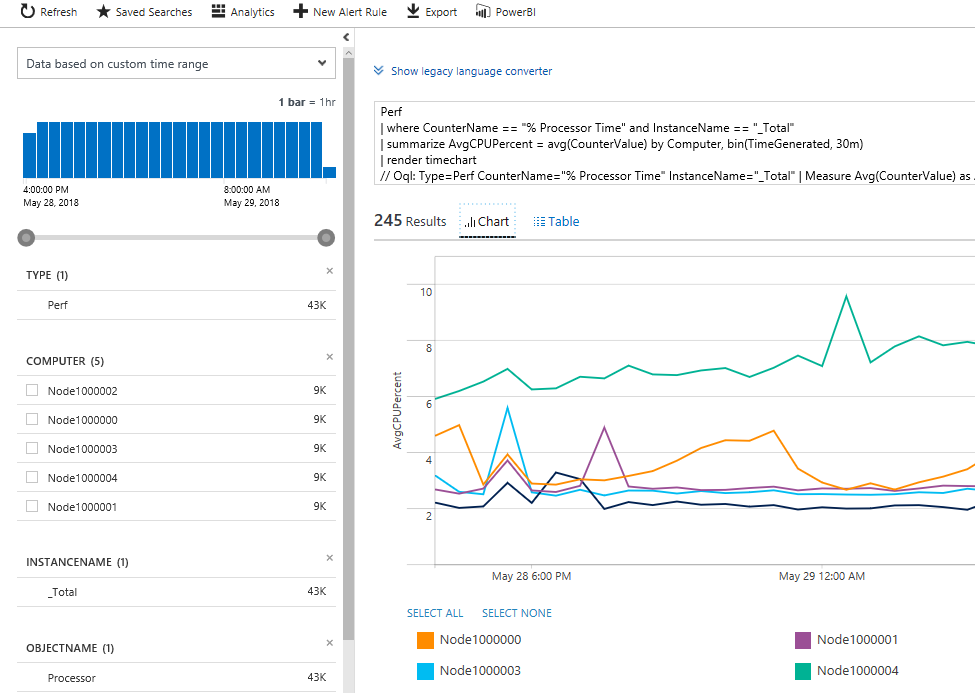 Refresh Saved Searches Analytics New Alert Rule Export PowerBI
Data based on custom time range
1 bar = 1hr
4:00:00 PM 8:00:00 AM
May 28, 2018 May 29, 2018
TYPE (1)
Perf 43K
COMPUTER (5)
Node1000002 9K
Node1000000 9K
Node1000003 9K
Node1000004 9K
Node1000001 9K
INSTANCENAME (1)
_Total 43K
OBJECTNAME (1)
Processor 43K
Show legacy language converter
Perf
| where CounterName == "% Processor Time" and InstanceName == "_Total"
| summarize AvgCPUPercent = avg(CounterValue) by Computer, bin(TimeGenerated, 30m)
| render timechart
// Oql: Type=Perf CounterName="% Processor Time" InstanceName="_Total" | Measure Avg(CounterValue) as
245 Results Chart Table
10
8
6
4
2
AvgCPUPercent
May 28 6:00 PM May 29 12:00 AM
SELECT ALL SELECT NONE
Node1000000 Node1000001
Node1000003 Node1000004